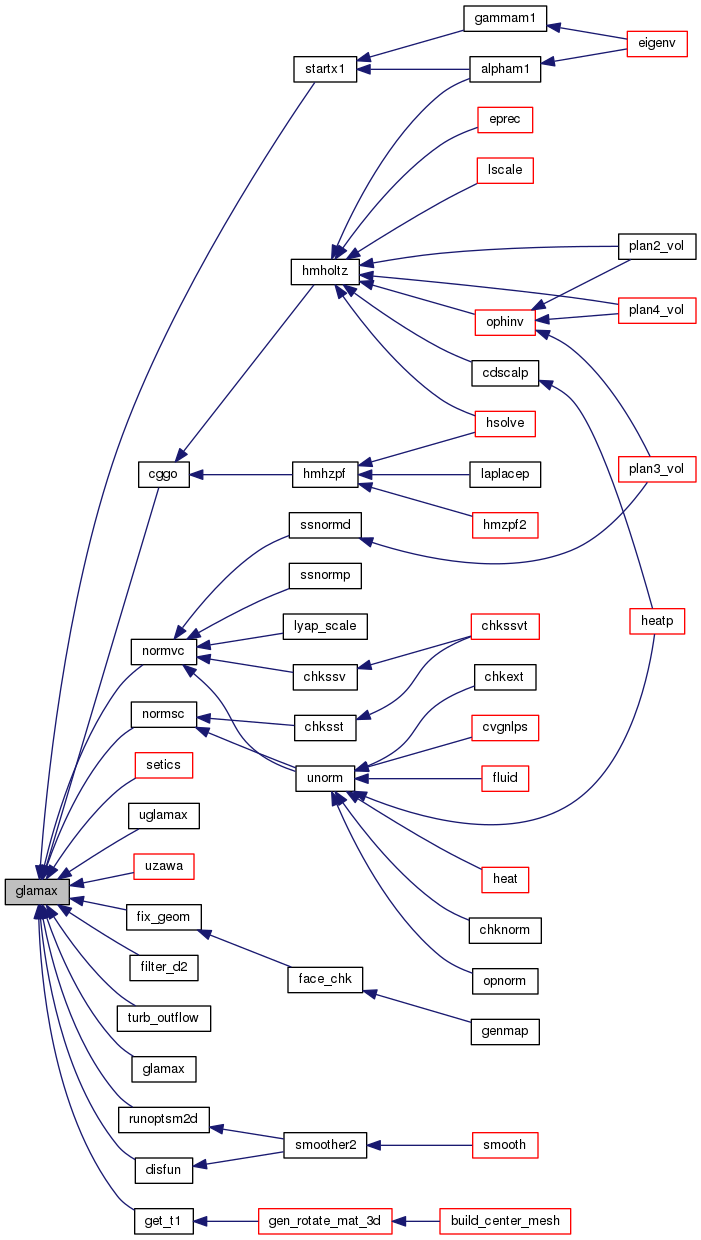 gammam1
eigenv
startx1
alpham1
eprec
lscale
plan2_vol
hmholtz
plan4_vol
ophinv
cdscalp
hsolve
plan3_vol
cggo
hmhzpf
laplacep
ssnormd
hmzpf2
ssnormp
heatp
lyap_scale
chkssvt
normvc
chkssv
chkext
normsc
chksst
cvgnlps
setics
unorm
fluid
uglamax
uzawa
heat
glamax
fix_geom
chknorm
filter_d2
face_chk
opnorm
turb_outflow
genmap
glamax
runoptsm2d
smoother2
smooth
disfun
get_t1
gen_rotate_mat_3d
build_center_mesh